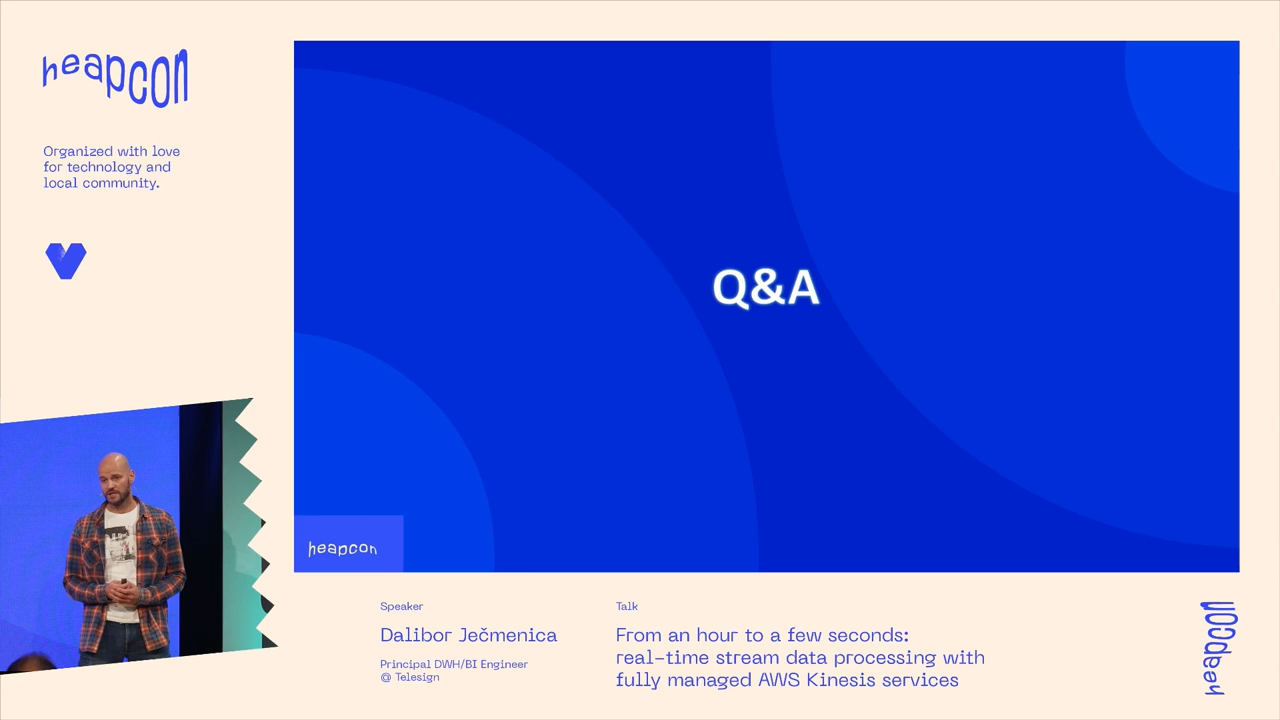 heapcon
Organized with love
for technology and
local community.
Q&A
heapcon
Speaker
Dalibor Ječmenica
Principal DWH/BI Engineer
@ Telesign
Talk
From an hour to a few seconds:
real-time stream data processing with
fully managed AWS Kinesis services
heapcon